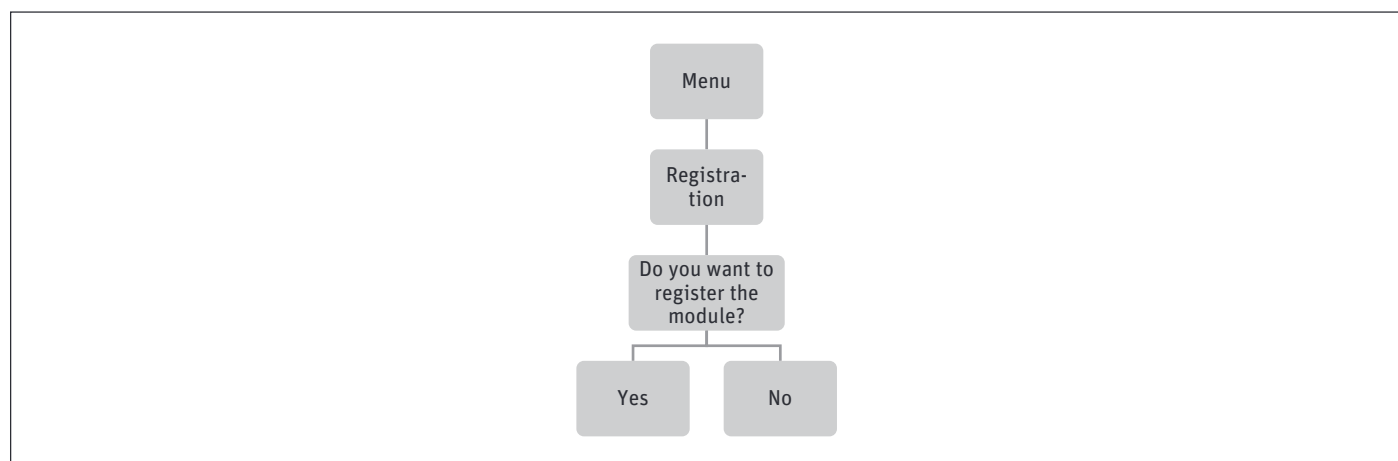 Menu
Registra-
tion
Do you want to
register the
module?
Yes
No